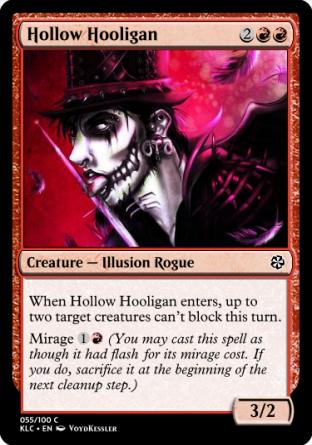 Hollow Hooligan 2
Creature — Illusion Rogue
When Hollow Hooligan enters, up to
two target creatures can't block this turn.
Mirage 1 (You may cast this spell as
though it had flash for its mirage cost. If
you do, sacrifice it at the beginning of the
next cleanup step.)
055/100 C
KLC • EN VoydKessler
3/2